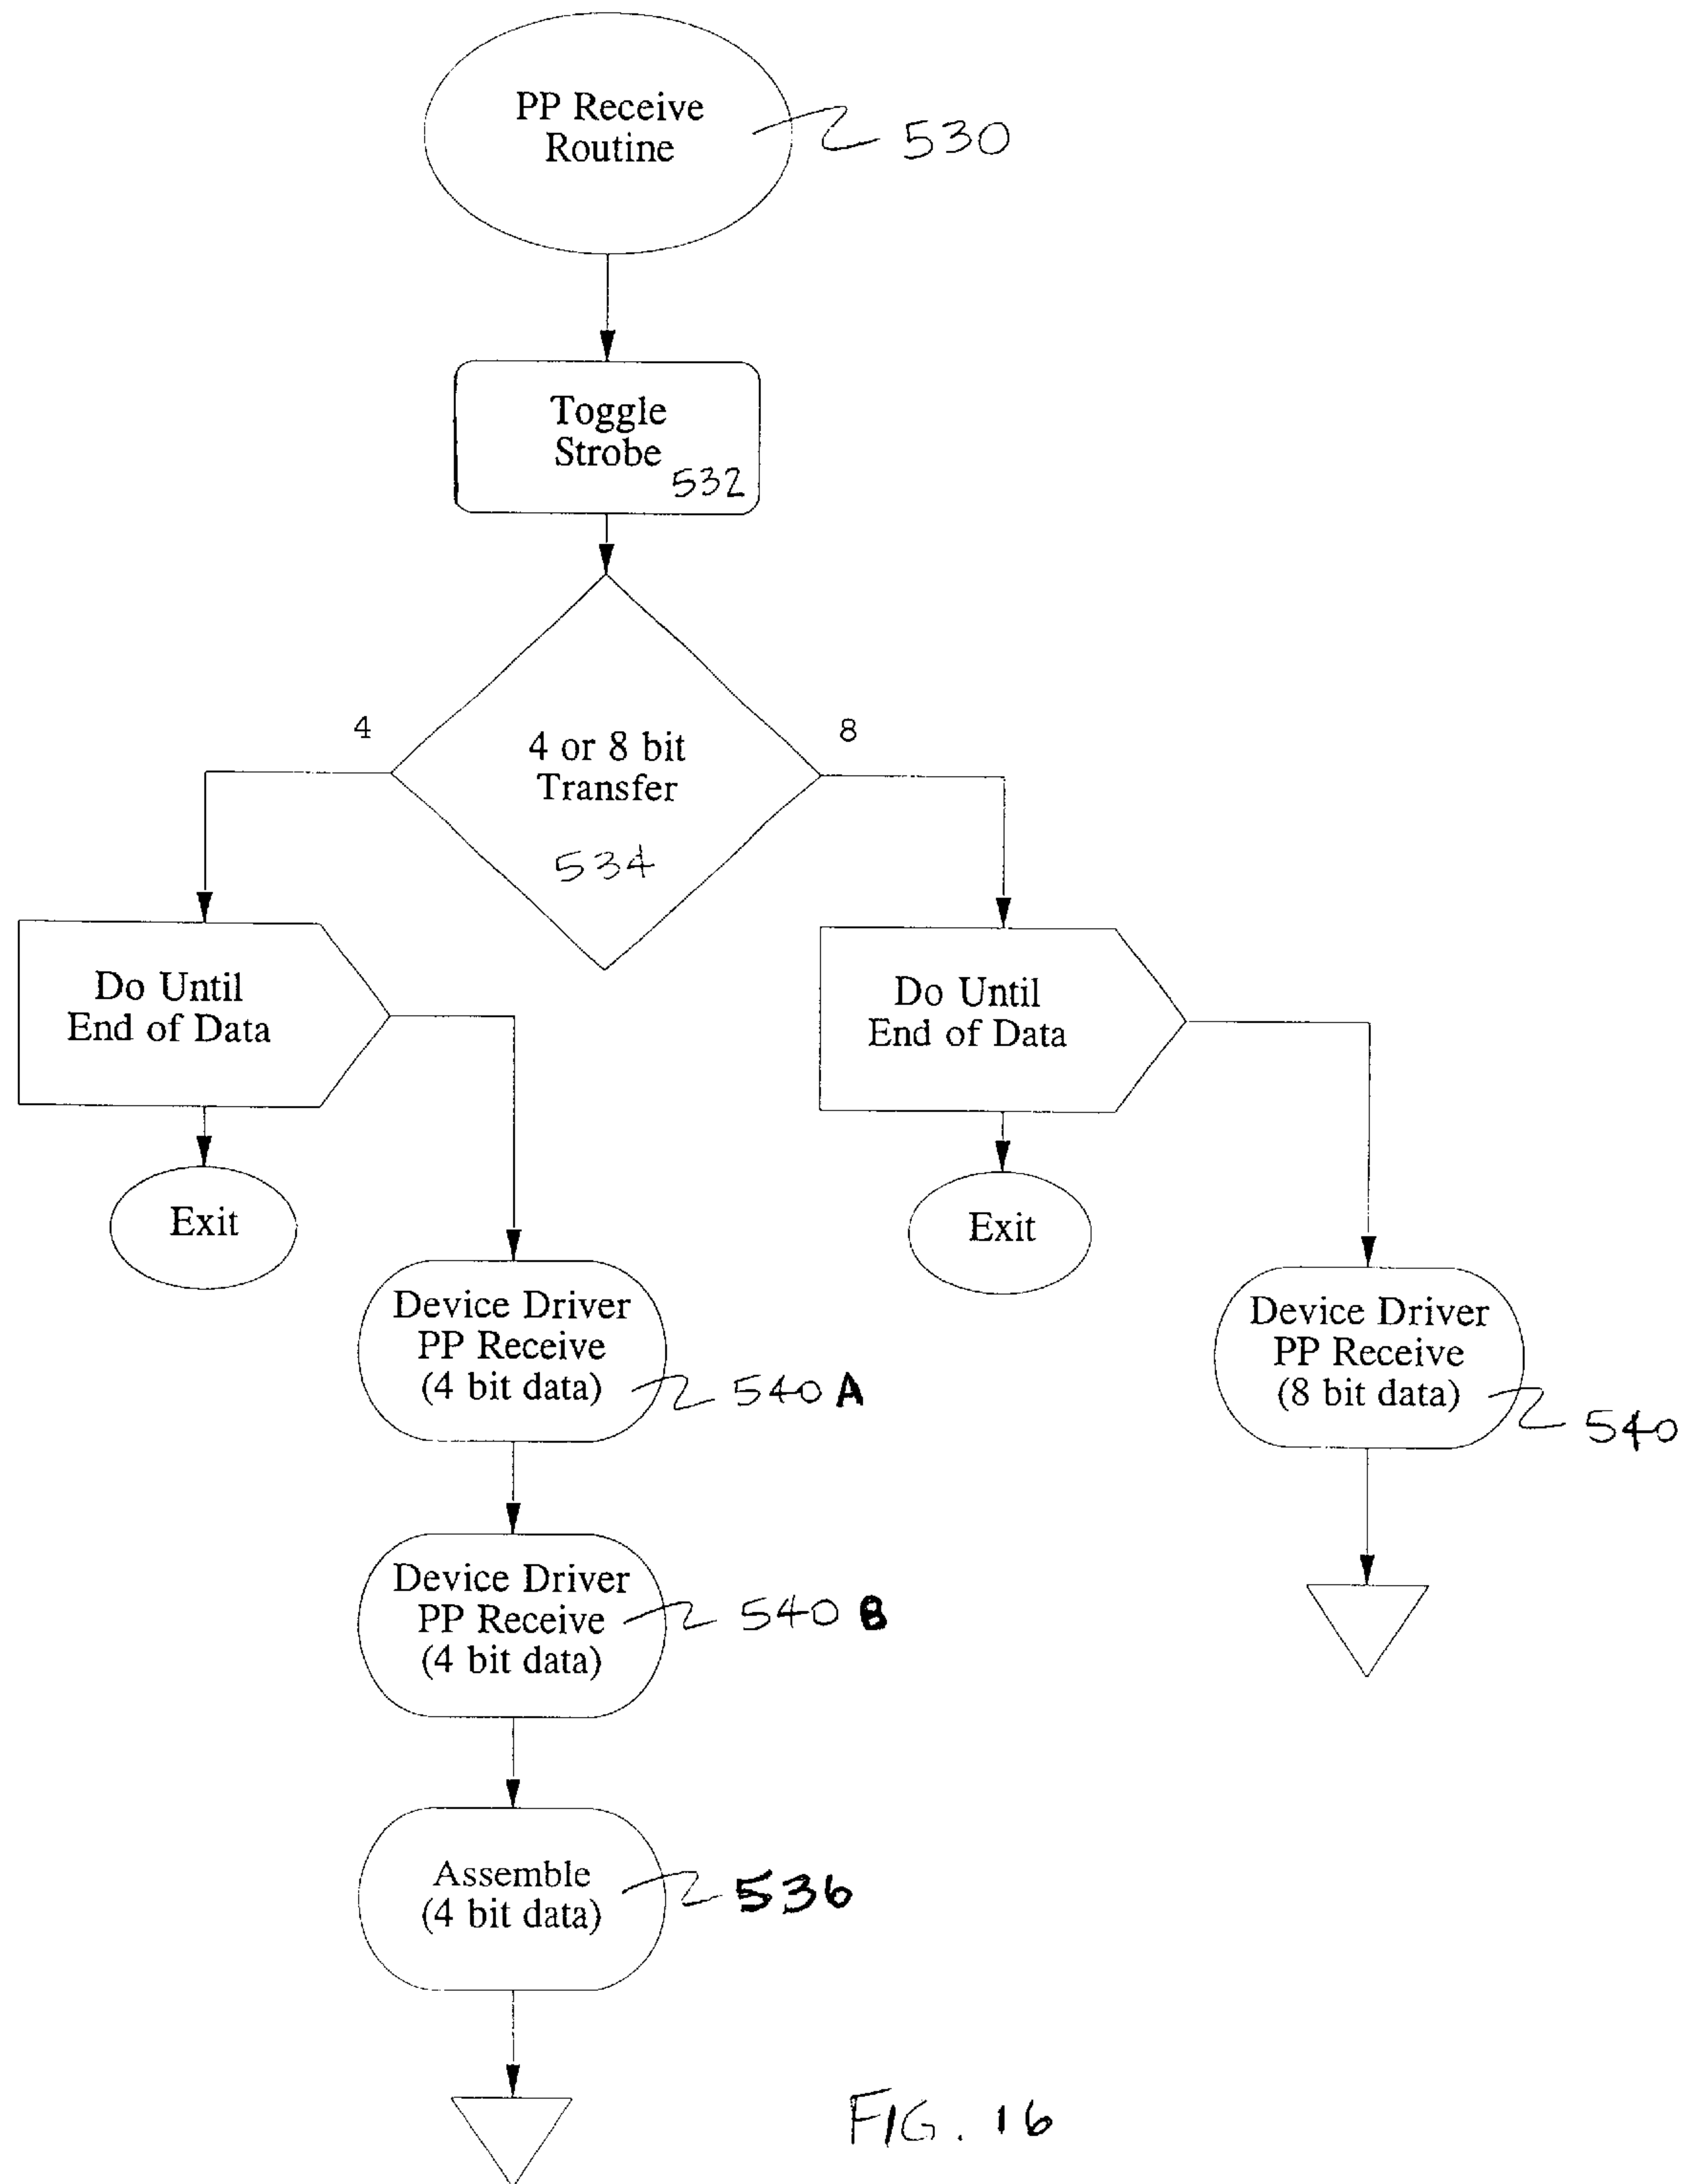 PP Receive
Routine
530
Toggle
Strobe
532
4
8
4 or 8 bit
Transfer
534
Do Until
End of Data
Do Until
End of Data
Exit
Exit
Device Driver
PP Receive
(4 bit data)
540 A
Device Driver
PP Receive
(8 bit data)
540
Device Driver
PP Receive
(4 bit data)
540 B
Assemble
(4 bit data)
536
FIG. 16